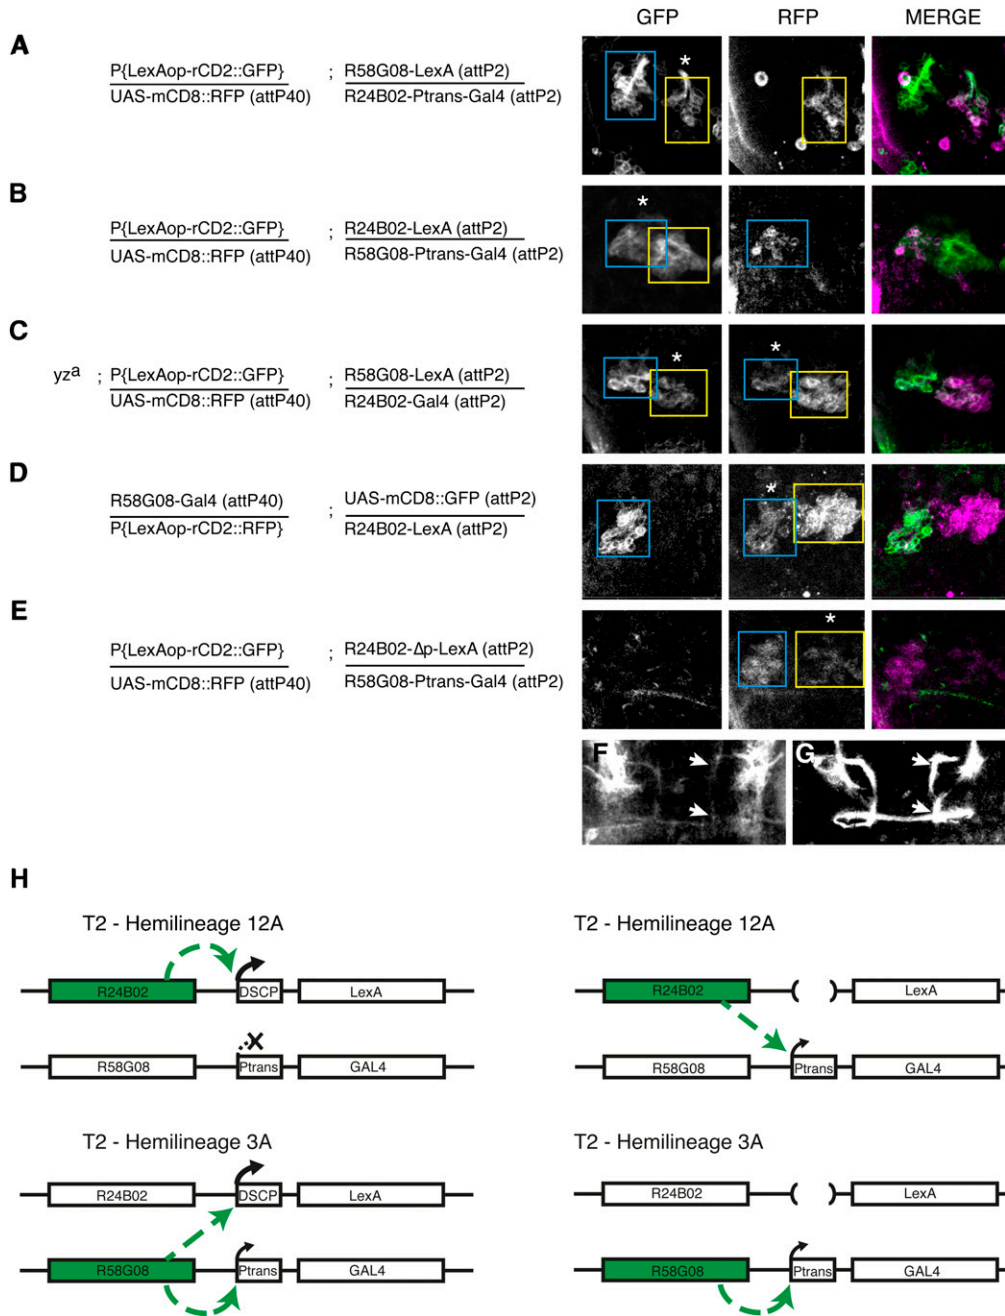 GFP RFP MERGE
A
P{LexAop-rCD2::GFP} ; R58G08-LexA (attP2)
UAS-mCD8::RFP (attP40) R24B02-Ptrans-Gal4 (attP2)
*
B
P{LexAop-rCD2::GFP} ; R24B02-LexA (attP2)
UAS-mCD8::RFP (attP40) R58G08-Ptrans-Gal4 (attP2)
*
C
yzᵃ ; P{LexAop-rCD2::GFP} ; R58G08-LexA (attP2)
UAS-mCD8::RFP (attP40) R24B02-Gal4 (attP2)
* *
D
R58G08-Gal4 (attP40) ; UAS-mCD8::GFP (attP2)
P{LexAop-rCD2::RFP} R24B02-LexA (attP2)
*
E
P{LexAop-rCD2::GFP} ; R24B02-Δp-LexA (attP2)
UAS-mCD8::RFP (attP40) R58G08-Ptrans-Gal4 (attP2)
*
F G
H
T2 - Hemilineage 12A
R24B02 DSCP LexA
X
R58G08 Ptrans GAL4
T2 - Hemilineage 3A
R24B02 DSCP LexA
R58G08 Ptrans GAL4
T2 - Hemilineage 12A
R24B02 ( ) LexA
R58G08 Ptrans GAL4
T2 - Hemilineage 3A
R24B02 ( ) LexA
R58G08 Ptrans GAL4